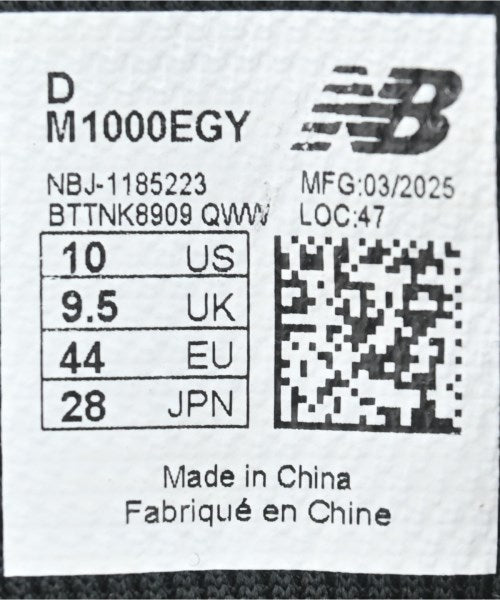 D
M1000EGY
NB
NBJ-1185223
MFG:03/2025
BTTNK8909 QWW
LOC:47
10 US
9.5 UK
44 EU
28 JPN
Made in China
Fabriqué en Chine